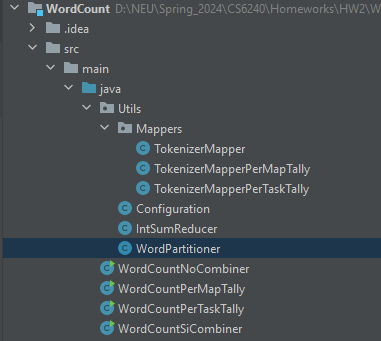 WordCount D:\NEU\Spring_2024\CS6240\Homeworks\HW2\W
.idea
src
main
java
Utils
Mappers
TokenizerMapper
TokenizerMapperPerMapTally
TokenizerMapperPerTaskTally
Configuration
IntSumReducer
WordPartitioner
WordCountNoCombiner
WordCountPerMapTally
WordCountPerTaskTally
WordCountSiCombiner